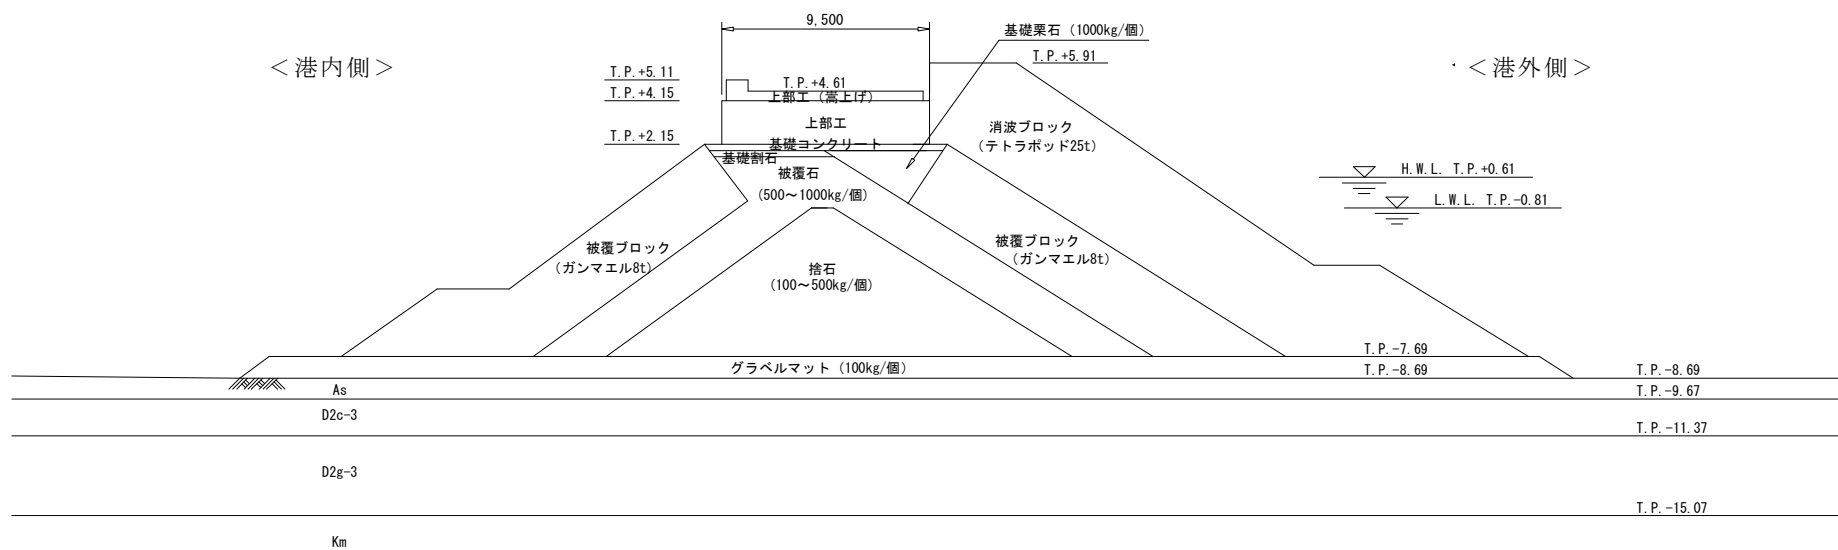 9,500
基礎栗石（1000kg/個）
T.P.+5.91
＜港内側＞
＜港外側＞
T.P.+5.11
T.P.+4.61
T.P.+4.15
上部工（嵩上げ）
上部工
消波ブロック
（テトラポッド25t）
T.P.+2.15
基礎コンクリート
基礎割石
被覆石
（500～1000kg/個）
H.W.L. T.P.+0.61
L.W.L. T.P.-0.81
被覆ブロック
（ガンマエル8t）
被覆ブロック
（ガンマエル8t）
捨石
（100～500kg/個）
T.P.-7.69
グラベルマット（100kg/個）
T.P.-8.69
T.P.-8.69
As
T.P.-9.67
D2c-3
T.P.-11.37
D2g-3
T.P.-15.07
Km